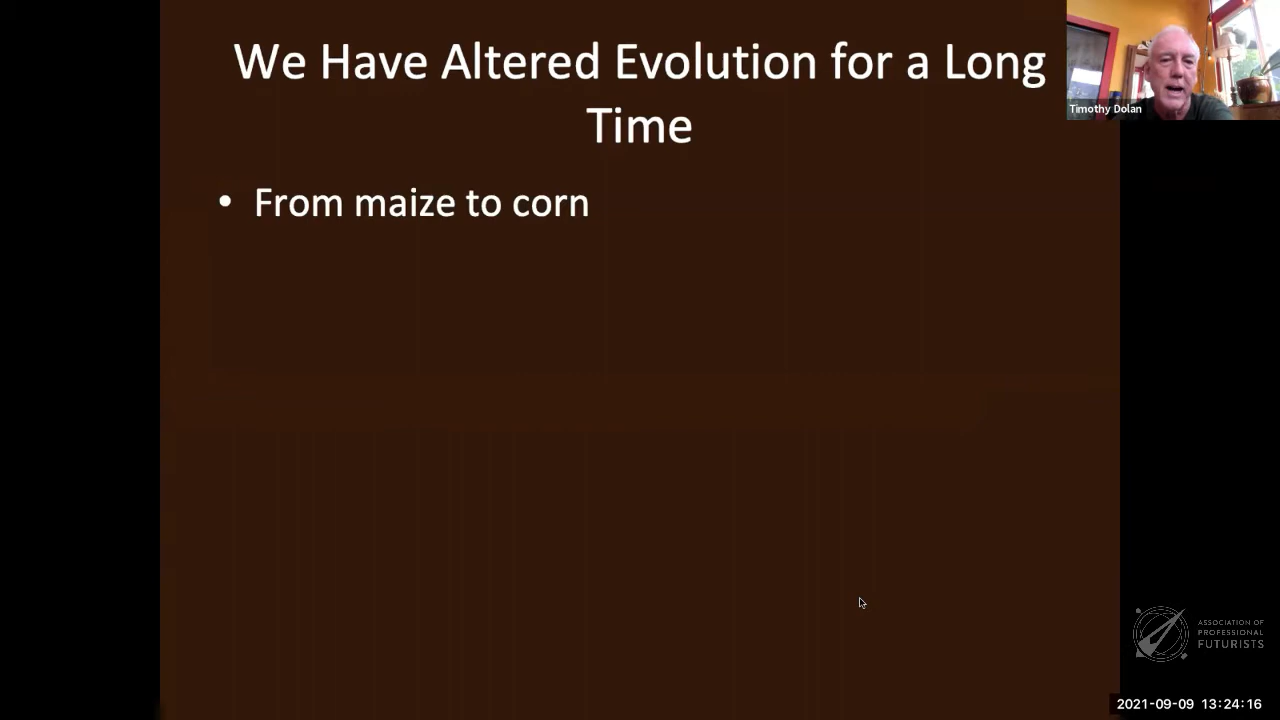 We Have Altered Evolution for a Long
Time
• From maize to corn
Timothy Dolan
ASSOCIATION OF
PROFESSIONAL
FUTURISTS
2021-09-09 13:24:16